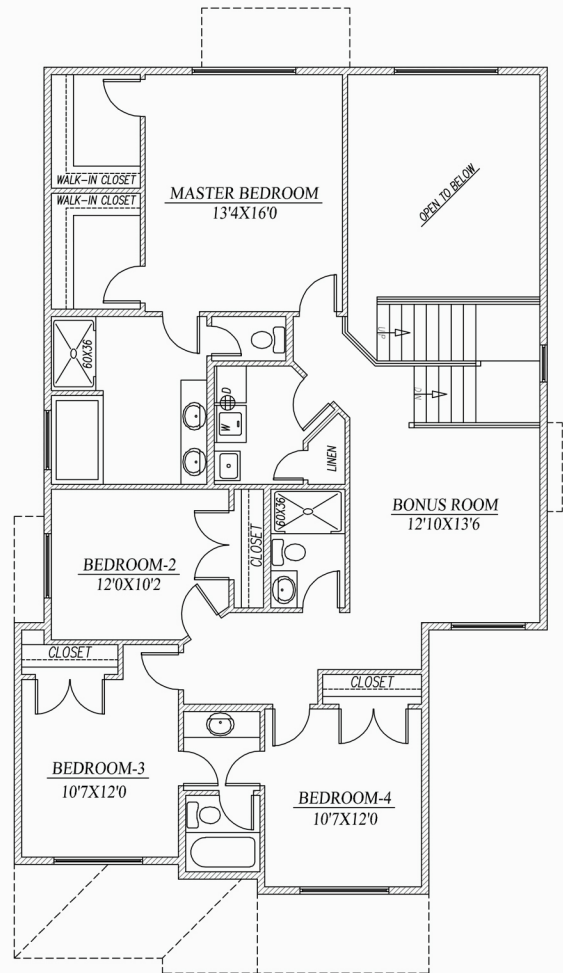 WALK-IN CLOSET
WALK-IN CLOSET
MASTER BEDROOM
13'4X16'0
OPEN TO BELOW
UP
60X36
D
W
LINEN
BONUS ROOM
12'10X13'6
60X36
CLOSET
BEDROOM-2
12'0X10'2
CLOSET
CLOSET
BEDROOM-3
10'7X12'0
BEDROOM-4
10'7X12'0